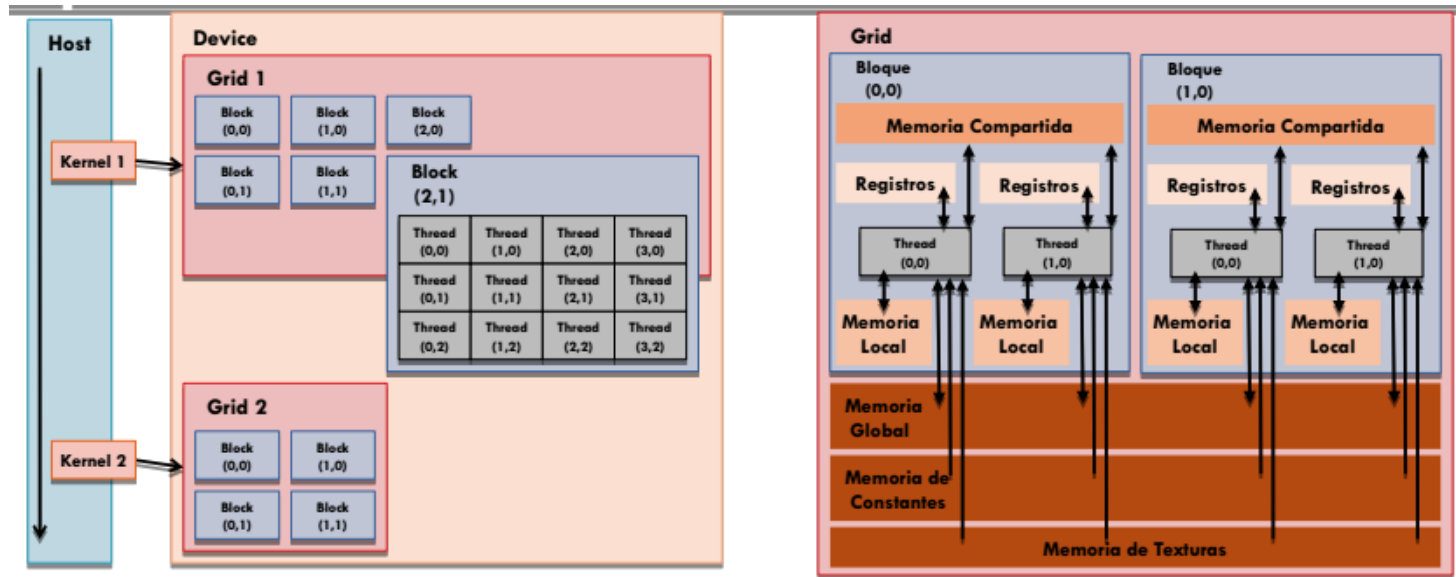 Host
Kernel 1
Kernel 2
Device
Grid 1
Block
(0,0)
Block
(1,0)
Block
(2,0)
Block
(0,1)
Block
(1,1)
Block
(2,1)
Thread
(0,0)
Thread
(1,0)
Thread
(2,0)
Thread
(3,0)
Thread
(0,1)
Thread
(1,1)
Thread
(2,1)
Thread
(3,1)
Thread
(0,2)
Thread
(1,2)
Thread
(2,2)
Thread
(3,2)
Grid 2
Block
(0,0)
Block
(1,0)
Block
(0,1)
Block
(1,1)
Grid
Bloque
(0,0)
Memoria Compartida
Registros
Registros
Thread
(0,0)
Thread
(1,0)
Memoria
Local
Memoria
Local
Bloque
(1,0)
Memoria Compartida
Registros
Registros
Thread
(0,0)
Thread
(1,0)
Memoria
Local
Memoria
Local
Memoria
Global
Memoria de
Constantes
Memoria de Texturas